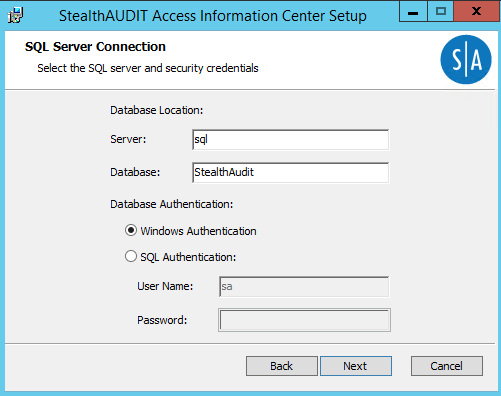 StealthAUDIT Access Information Center Setup
SQL Server Connection
Select the SQL server and security credentials
S|A
Database Location:
Server: sql
Database: StealthAudit
Database Authentication:
Windows Authentication
SQL Authentication:
User Name: sa
Password:
Back Next Cancel